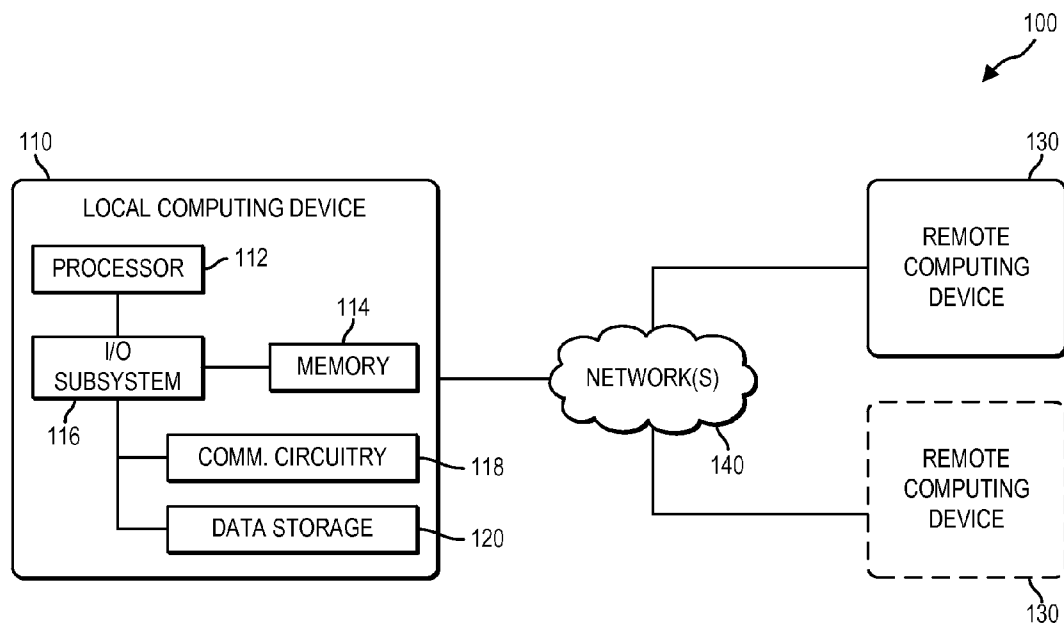 100
110
130
LOCAL COMPUTING DEVICE
PROCESSOR
112
I/O
SUBSYSTEM
116
114
MEMORY
COMM. CIRCUITRY
118
DATA STORAGE
120
NETWORK(S)
140
REMOTE
COMPUTING
DEVICE
REMOTE
COMPUTING
DEVICE
130